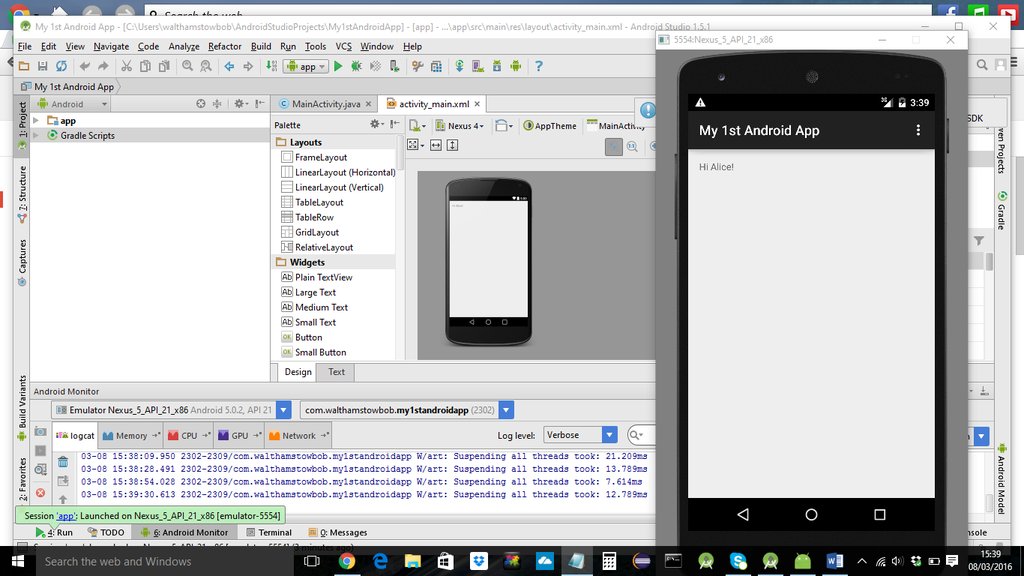 Search the web
My 1st Android App - [C:\Users\walthamstowbob\AndroidStudioProjects\My1stAndroidApp] - [app] - ...\app\src\main\res\layout\activity_main.xml - Android Studio 1.5.1
File Edit View Navigate Code Analyze Refactor Build Run Tools VCS Window Help
app
My 1st Android App
Android
MainActivity.java
activity_main.xml
1: Project
7: Structure
Captures
Build Variants
2: Favorites
app
Gradle Scripts
Palette
Nexus 4
AppTheme
MainActivity
Layouts
FrameLayout
LinearLayout (Horizontal)
LinearLayout (Vertical)
TableLayout
TableRow
GridLayout
RelativeLayout
Widgets
Plain TextView
Large Text
Medium Text
Small Text
Button
Small Button
Design Text
5554:Nexus_5_API_21_x86
3:39
My 1st Android App
Hi Alice!
SDK
Gradle
Android Model
Android Monitor
Emulator Nexus_5_API_21_x86 Android 5.0.2, API 21
com.walthamstowbob.my1standroidapp (2302)
logcat Memory CPU GPU Network
Log level: Verbose
03-08 15:38:09.950 2302-2309/com.walthamstowbob.my1standroidapp W/art: Suspending all threads took: 21.209ms
03-08 15:38:28.491 2302-2309/com.walthamstowbob.my1standroidapp W/art: Suspending all threads took: 13.789ms
03-08 15:38:54.028 2302-2309/com.walthamstowbob.my1standroidapp W/art: Suspending all threads took: 7.614ms
03-08 15:39:30.613 2302-2309/com.walthamstowbob.my1standroidapp W/art: Suspending all threads took: 12.789ms
Session 'app': Launched on Nexus_5_API_21_x86 [emulator-5554]
4: Run TODO 6: Android Monitor Terminal 0: Messages
Search the web and Windows
15:39
08/03/2016